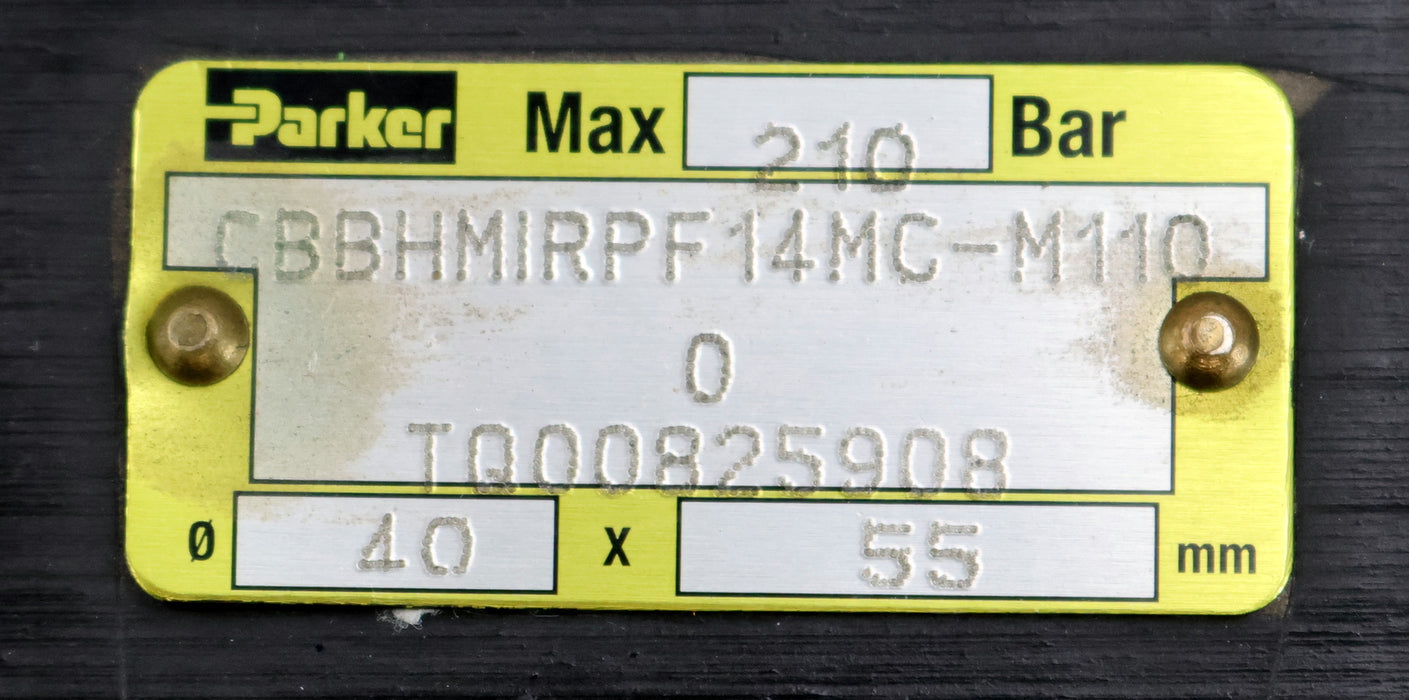 Parker Max 210 Bar
CBBHMIRPF14MC-M110
0
TQ00825908
Ø 40 x 55 mm